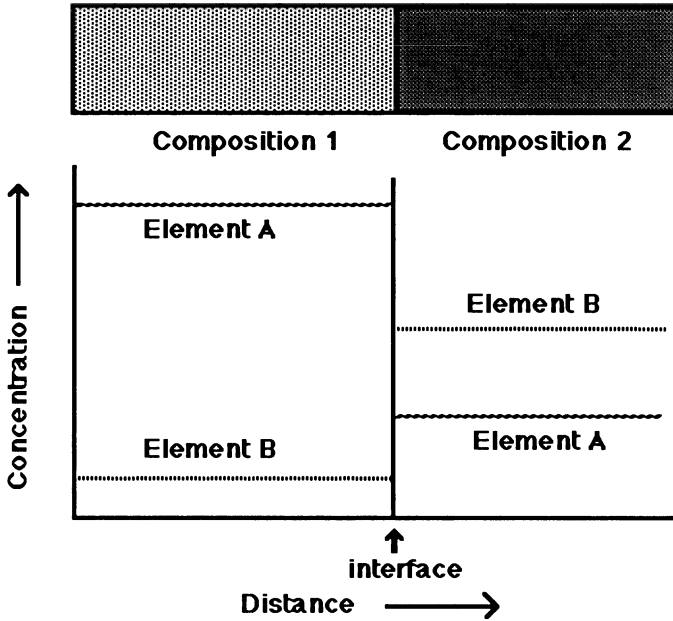 Composition 1
Composition 2
Element A
Element B
Element B
Element A
Concentration
interface
Distance